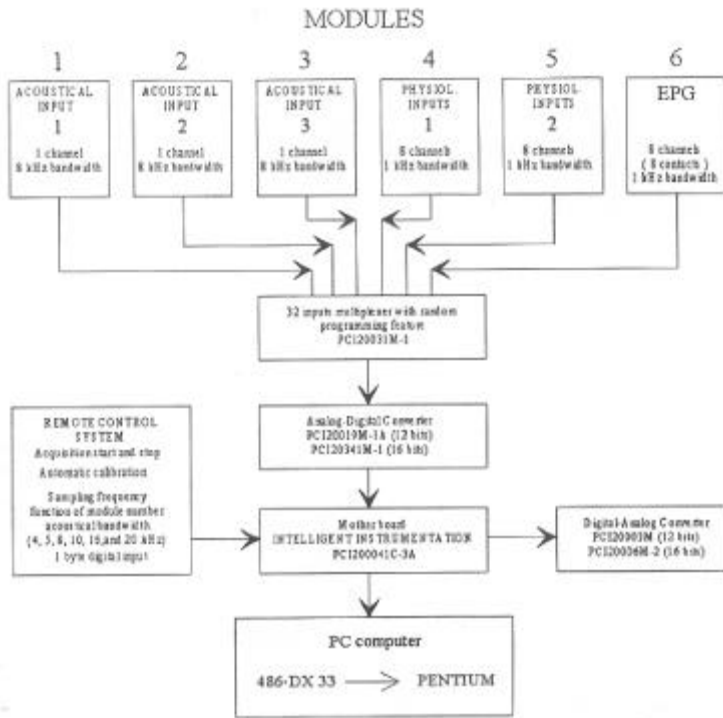 MODULES
1
ACOUSTICAL
INPUT
1
1 channel
8 kHz bandwidth
2
ACOUSTICAL
INPUT
2
1 channel
8 kHz bandwidth
3
ACOUSTICAL
INPUT
3
1 channel
8 kHz bandwidth
4
PHYSIOL.
INPUTS
1
8 channels
1 kHz bandwidth
5
PHYSIOL.
INPUTS
2
8 channels
1 kHz bandwidth
6
EPG
8 channels
( 8 contacts )
1 kHz bandwidth
32 inputs multiplexer with random
programming feature
PCI20031M-1
Analog-Digital Converter
PCI20019M-1A (12 bits)
PCI20341M-1 (16 bits)
REMOTE CONTROL
SYSTEM
Acquisition start and stop
Automatic calibration
Sampling frequency
function of module number
acoustical bandwidth
(4, 5, 8, 10, 16, and 20 kHz)
1 byte digital input
Mother board
INTELLIGENT INSTRUMENTATION
PCI200041C-3A
Digital-Analog Converter
PCI20003M (12 bits)
PCI20006M-2 (16 bits)
PC computer
486-DX 33 PENTIUM